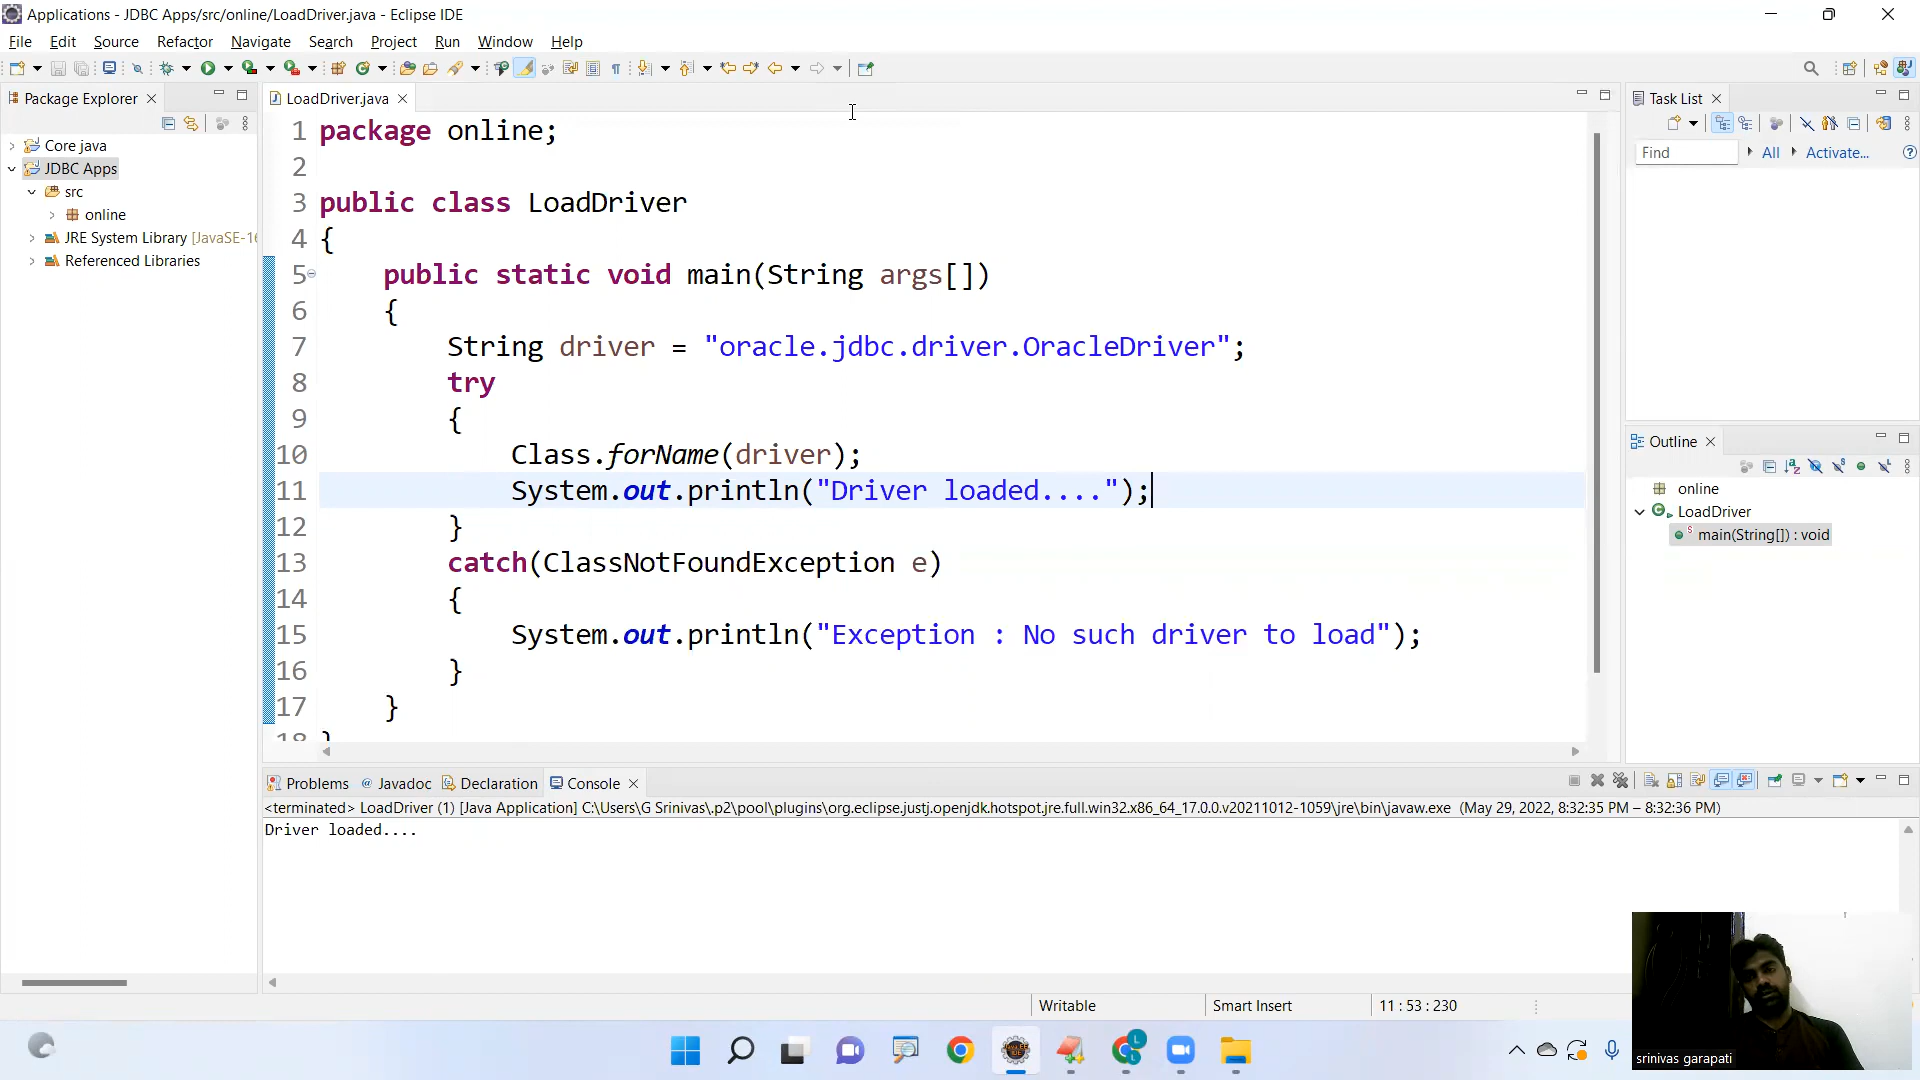 Applications - JDBC Apps/src/online/LoadDriver.java - Eclipse IDE
File Edit Source Refactor Navigate Search Project Run Window Help
Package Explorer
Core java
JDBC Apps
src
online
JRE System Library [JavaSE-16
Referenced Libraries
LoadDriver.java
1 package online;
2
3 public class LoadDriver
4 {
5 public static void main(String args[])
6 {
7 String driver = "oracle.jdbc.driver.OracleDriver";
8 try
9 {
10 Class.forName(driver);
11 System.out.println("Driver loaded....");
12 }
13 catch(ClassNotFoundException e)
14 {
15 System.out.println("Exception : No such driver to load");
16 }
17 }
18 }
Task List
Find All Activate...
Outline
online
LoadDriver
main(String[]) : void
Problems @ Javadoc Declaration Console
<terminated> LoadDriver (1) [Java Application] C:\Users\G Srinivas\.p2\pool\plugins\org.eclipse.justj.openjdk.hotspot.jre.full.win32.x86_64_17.0.0.v20211012-1059\jre\bin\javaw.exe (May 29, 2022, 8:32:35 PM – 8:32:36 PM)
Driver loaded....
Writable Smart Insert 11 : 53 : 230
srinivas garapati